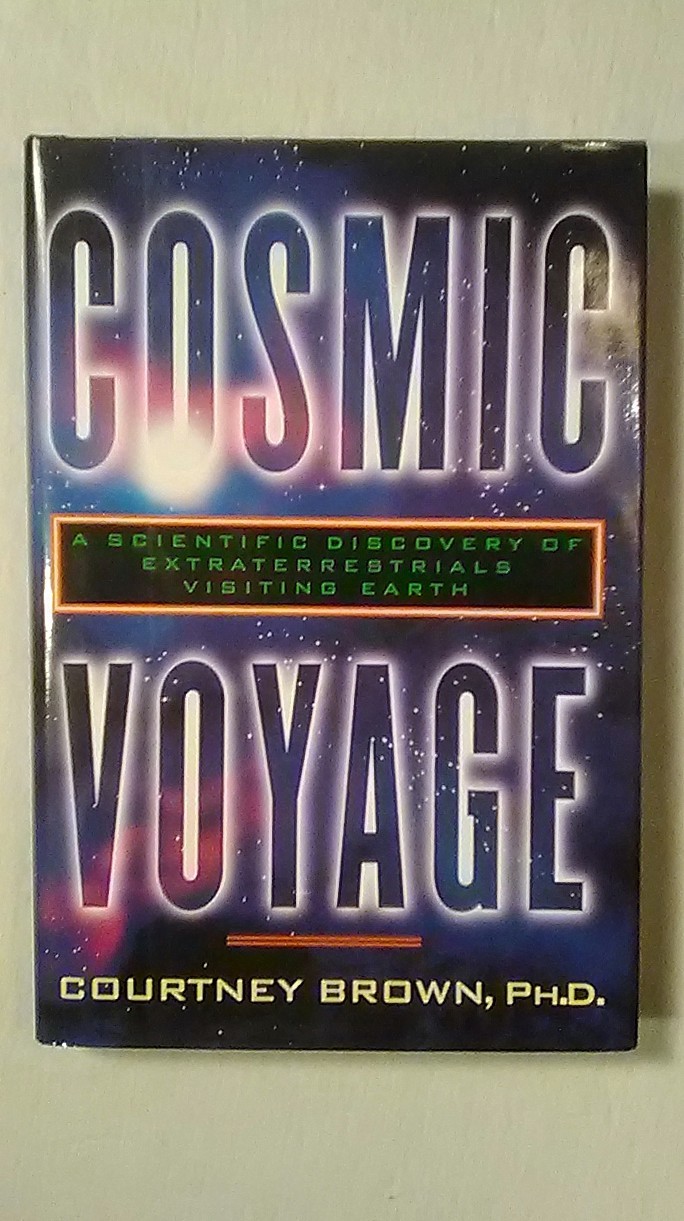 COSMIC
A SCIENTIFIC DISCOVERY OF
EXTRATERRESTRIALS
VISITING EARTH
VOYAGE
COURTNEY BROWN, PH.D.